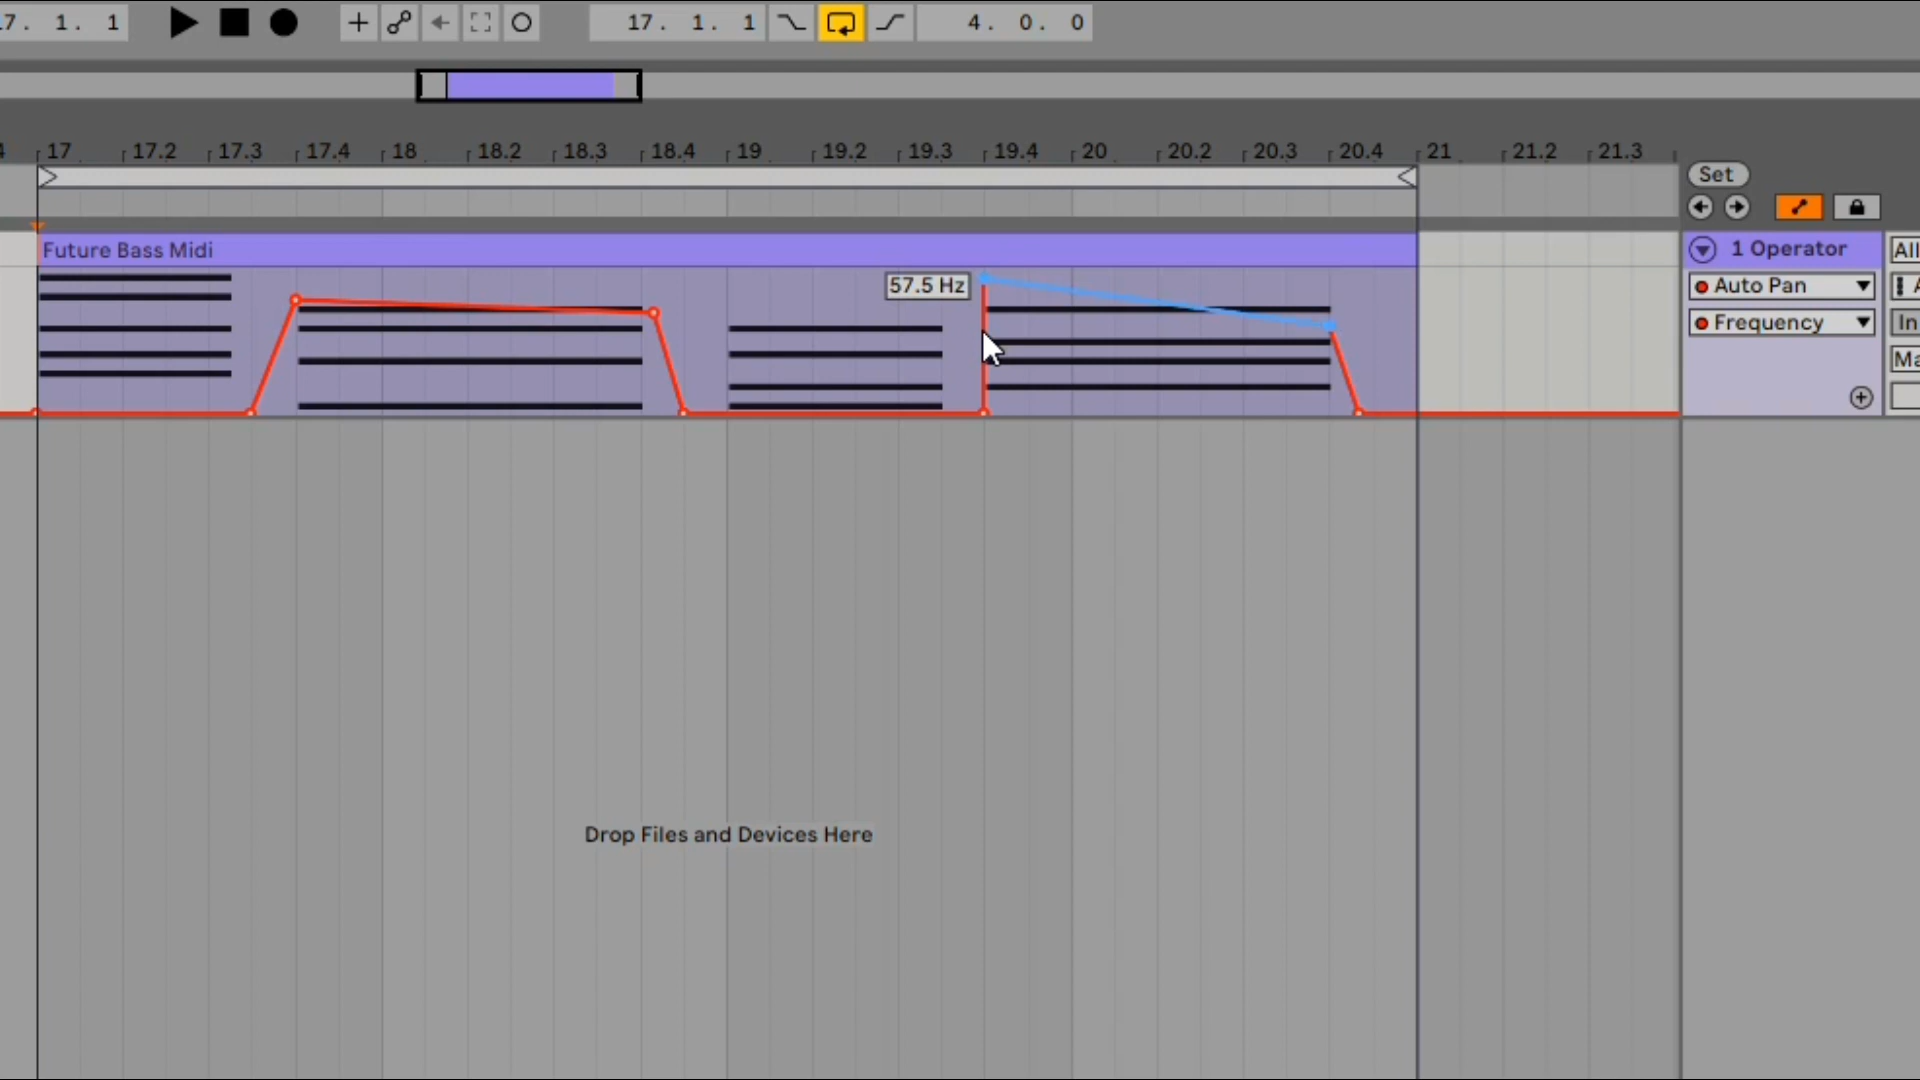 7. 1. 1
17. 1. 1
4. 0. 0
4 17 17.2 17.3 17.4 18 18.2 18.3 18.4 19 19.2 19.3 19.4 20 20.2 20.3 20.4 21 21.2 21.3
Set
Future Bass Midi
1 Operator
All
57.5 Hz
Auto Pan
A
Frequency
In
Ma
Drop Files and Devices Here